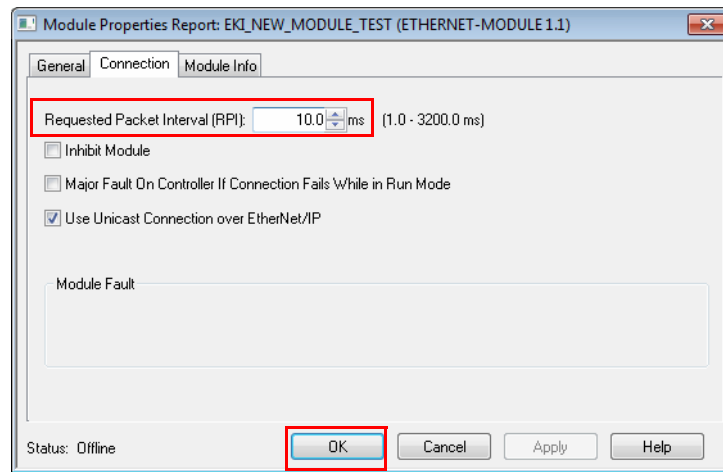 Module Properties Report: EKI_NEW_MODULE_TEST (ETHERNET-MODULE 1.1)
General Connection Module Info
Requested Packet Interval (RPI): 10.0 ms (1.0 - 3200.0 ms)
Inhibit Module
Major Fault On Controller If Connection Fails While in Run Mode
Use Unicast Connection over EtherNet/IP
Module Fault
Status: Offline OK Cancel Apply Help